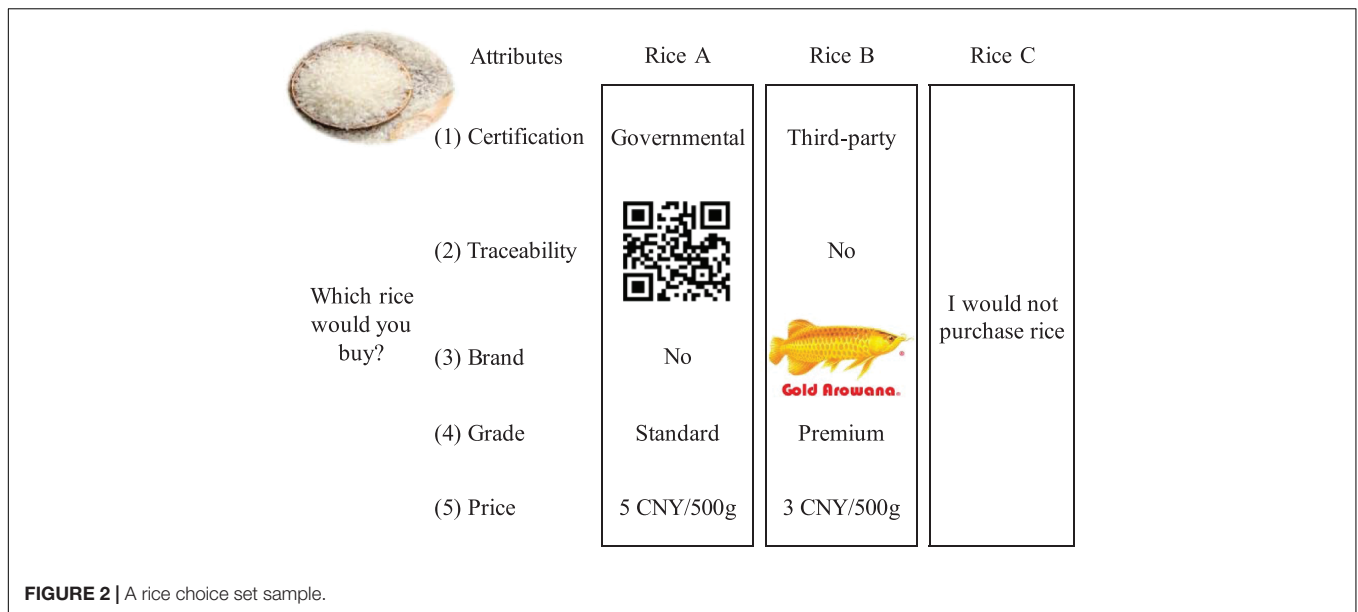 Attributes Rice A Rice B Rice C
(1) Certification Governmental Third-party
(2) Traceability No
Which rice
would you
buy?
I would not
purchase rice
(3) Brand No
Gold Arowana®
(4) Grade Standard Premium
(5) Price 5 CNY/500g 3 CNY/500g
FIGURE 2 | A rice choice set sample.